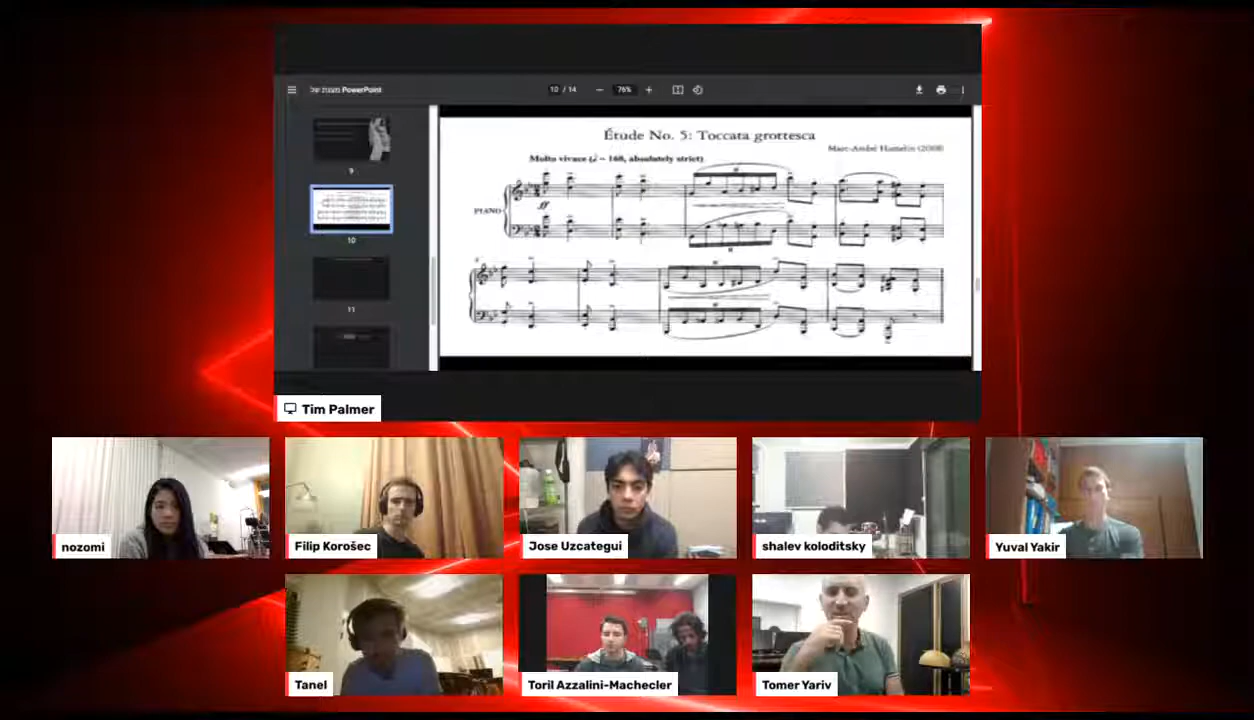 מצגת של PowerPoint
10 / 14
76%
9
10
11
Étude No. 5: Toccata grottesca
Marc-André Hamelin (2008)
Molto vivace (♩ = 168, absolutely strict)
PIANO
ff
Tim Palmer
nozomi
Filip Korošec
Jose Uzcategui
shalev koloditsky
Yuval Yakir
Tanel
Toril Azzalini-Machecler
Tomer Yariv